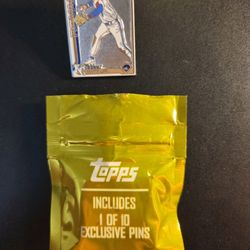 Topps
INCLUDES
1 OF 10
EXCLUSIVE PINS